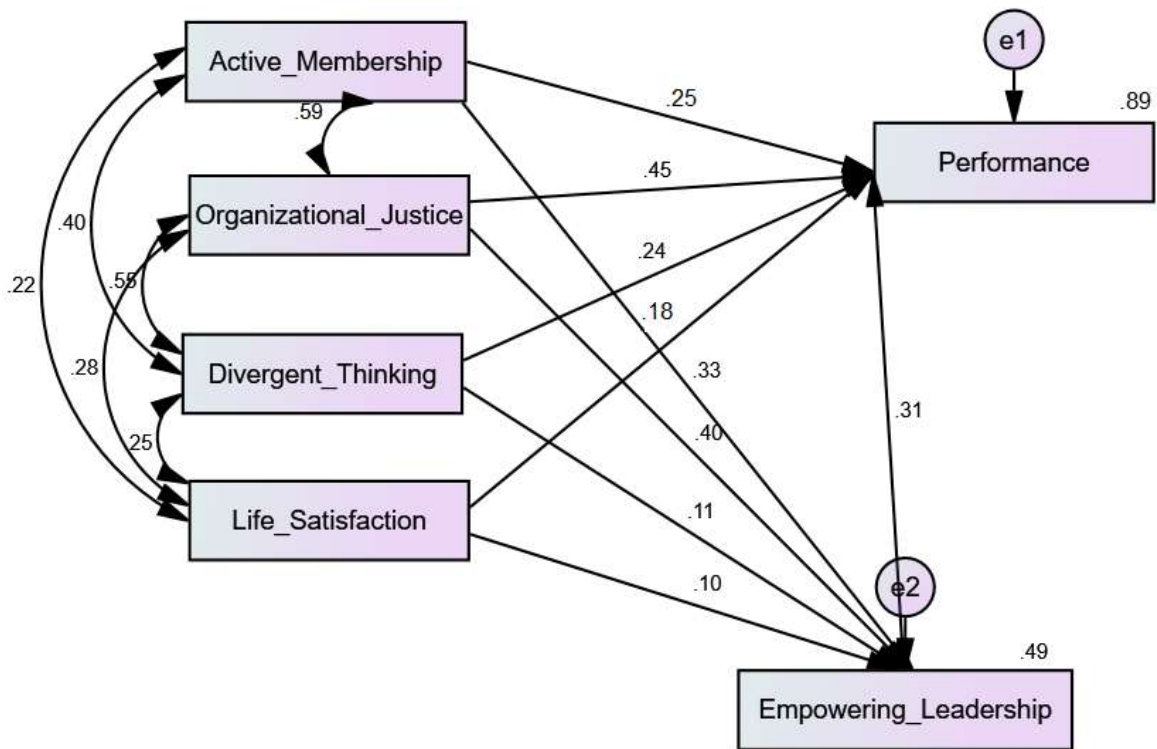 e1
Active_Membership
.25
.89
.59
Performance
.45
Organizational_Justice
.40
.24
.55
.22
.18
.28
.33
Divergent_Thinking
.31
.40
.25
.11
Life_Satisfaction
.10
e2
.49
Empowering_Leadership